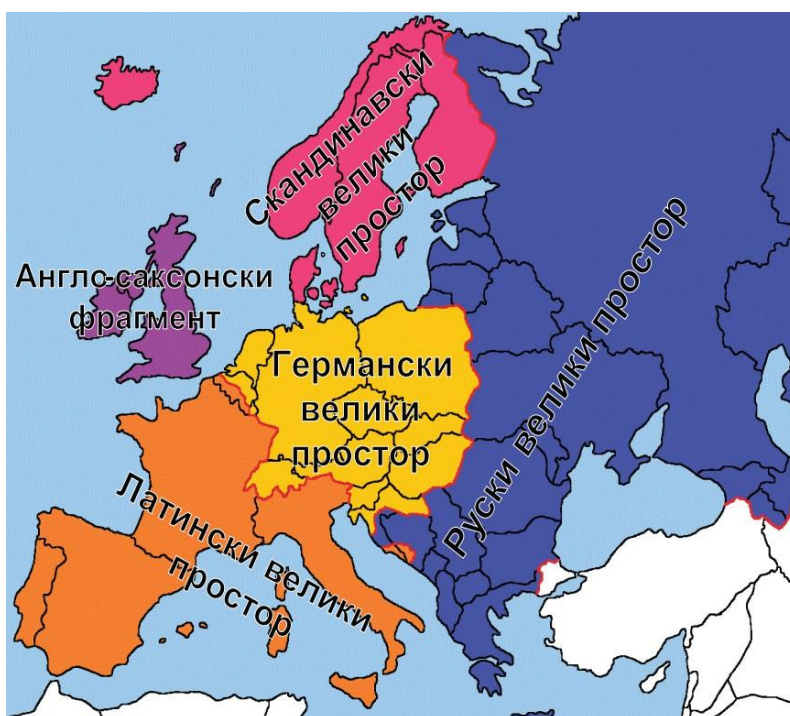 Скандинавски
велики
простор
Англо-саксонски
фрагмент
Германски
велики
простор
Руски велики простор
Латински велики
простор